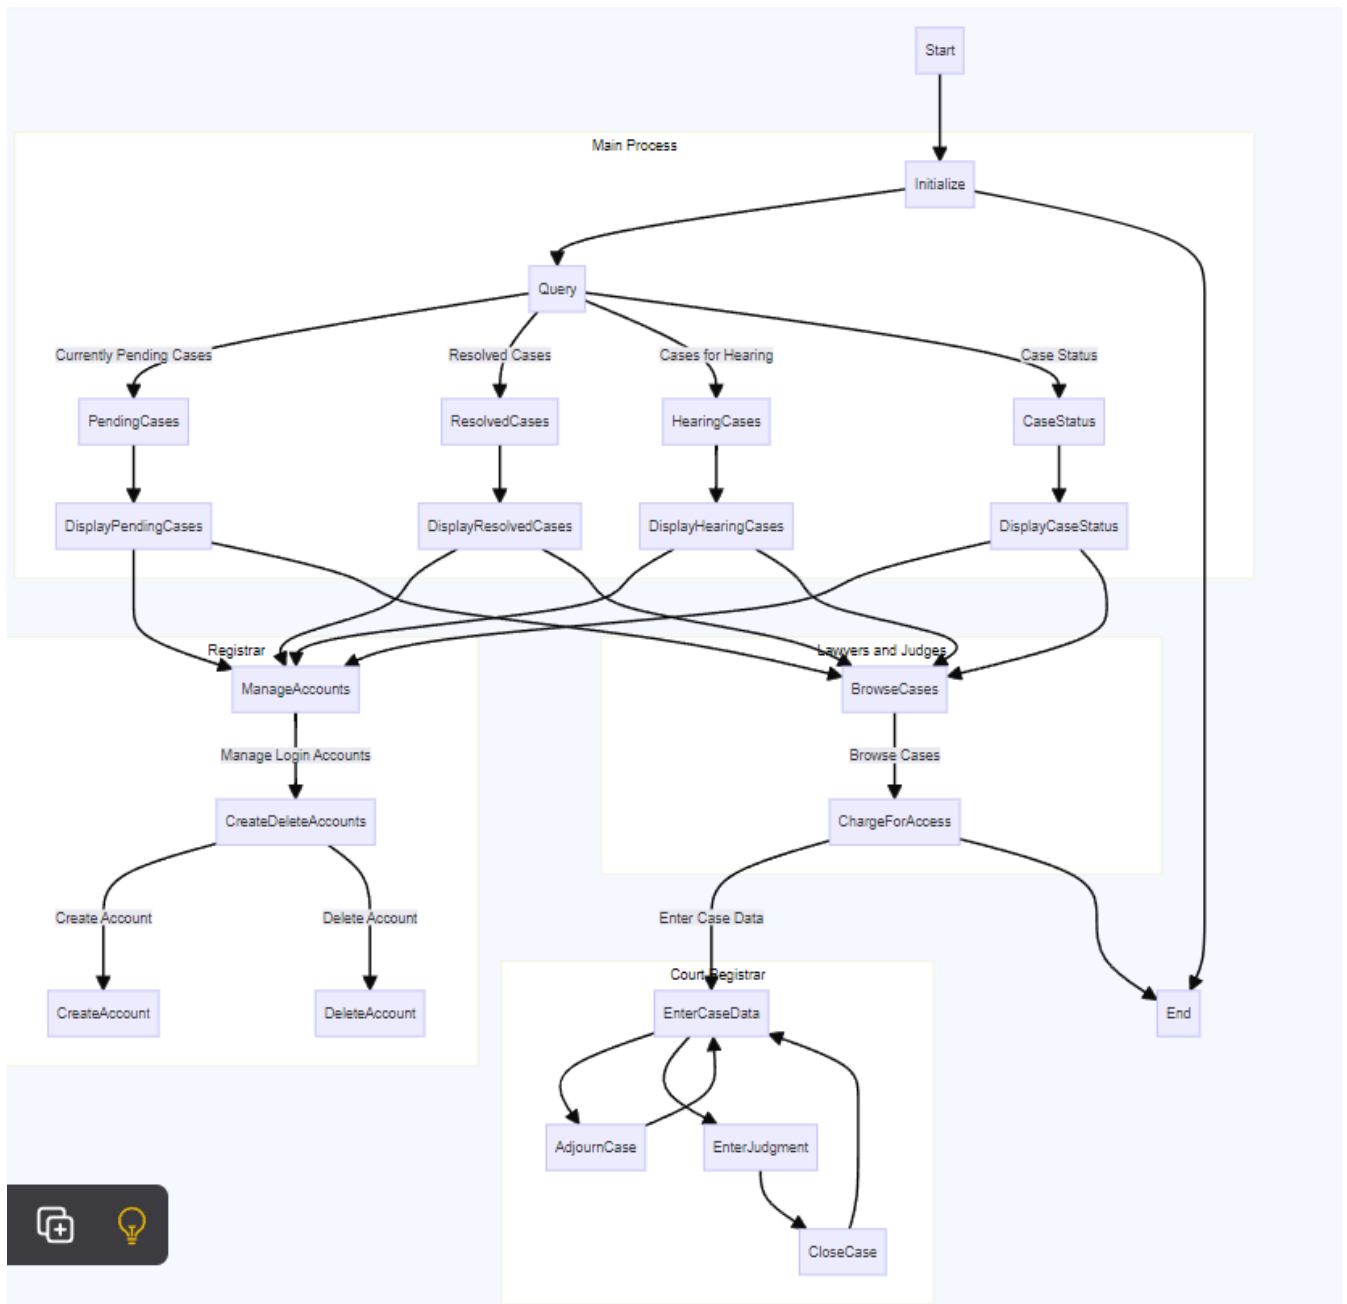 Start
Main Process
Initialize
Query
Currently Pending Cases
Resolved Cases
Cases for Hearing
Case Status
PendingCases
ResolvedCases
HearingCases
CaseStatus
DisplayPendingCases
DisplayResolvedCases
DisplayHearingCases
DisplayCaseStatus
Registrar
Lawyers and Judges
ManageAccounts
BrowseCases
Manage Login Accounts
Browse Cases
CreateDeleteAccounts
ChargeForAccess
Create Account
Delete Account
Enter Case Data
Court Registrar
CreateAccount
DeleteAccount
EnterCaseData
End
AdjournCase
EnterJudgment
CloseCase